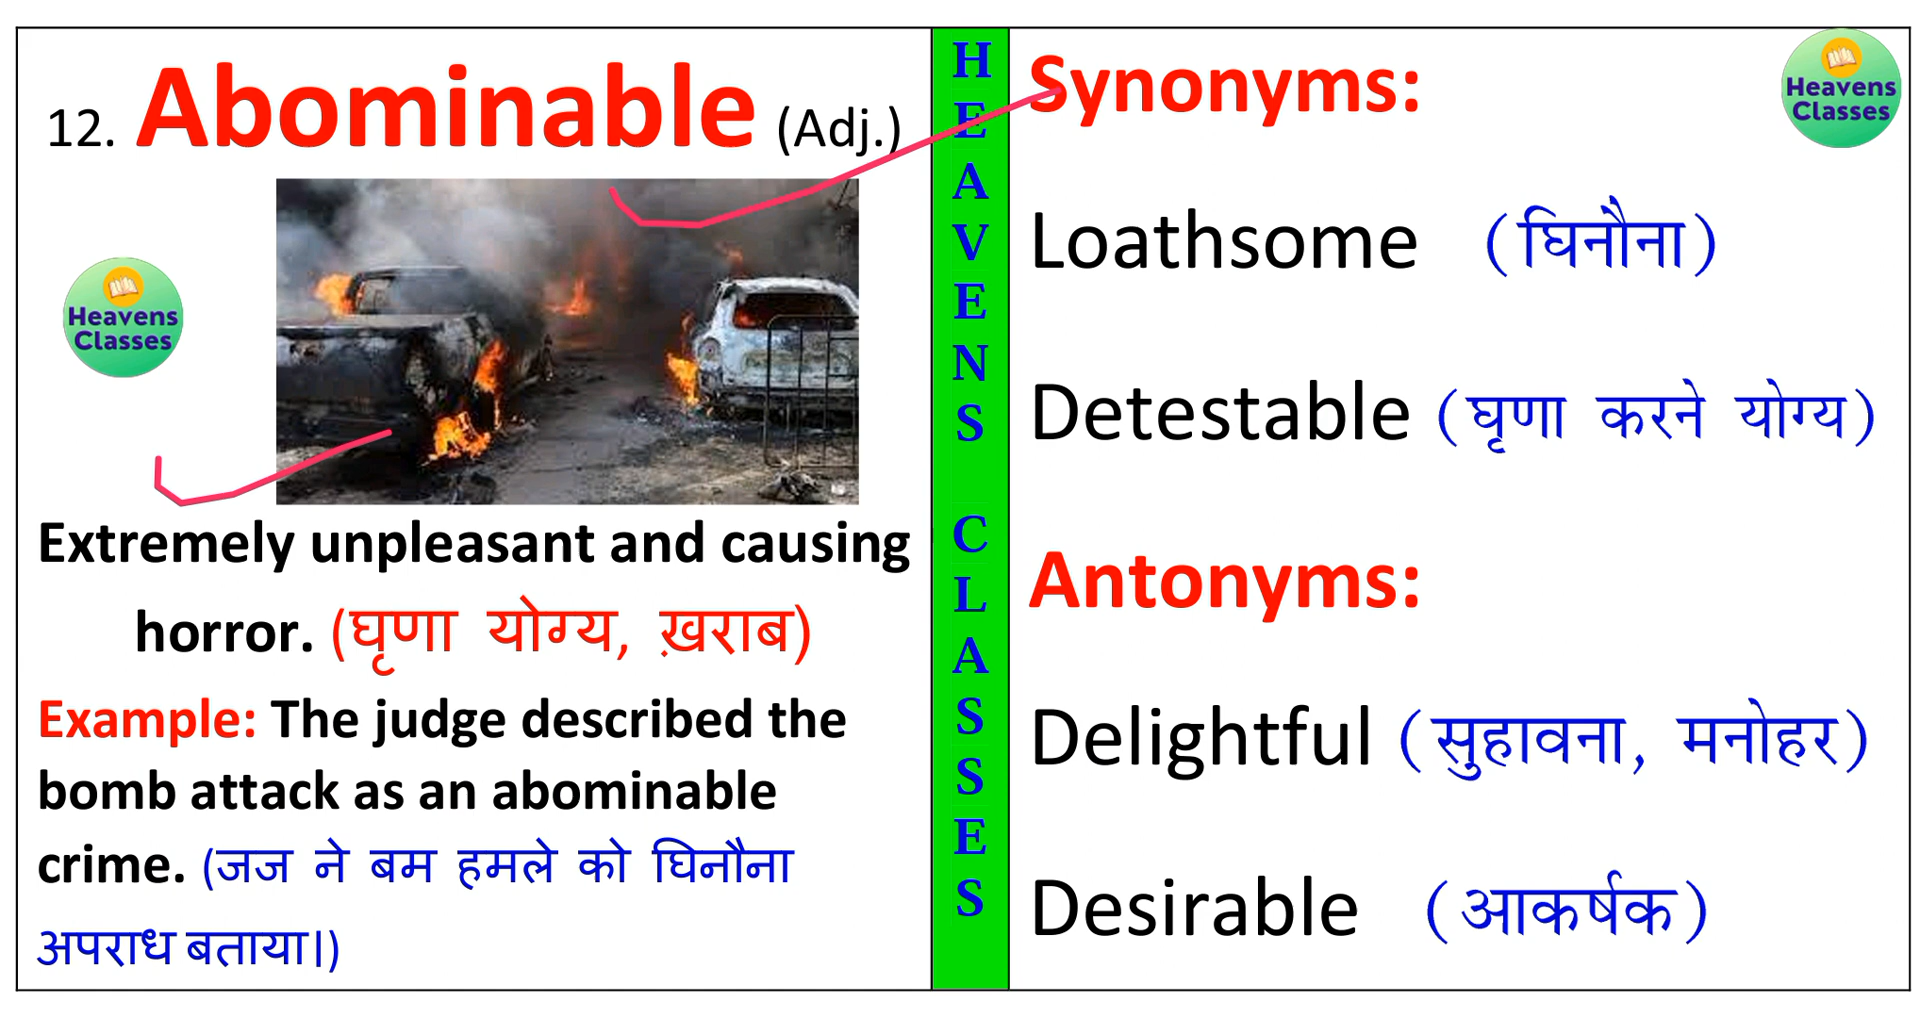 12. Abominable (Adj.)
Heavens
Classes
Extremely unpleasant and causing
horror. (घृणा योग्य, ख़राब)
Example: The judge described the
bomb attack as an abominable
crime. (जज ने बम हमले को घिनौना
अपराध बताया।)
HEAVENS CLASSES
Synonyms:
Heavens
Classes
Loathsome (घिनौना)
Detestable (घृणा करने योग्य)
Antonyms:
Delightful (सुहावना, मनोहर)
Desirable (आकर्षक)